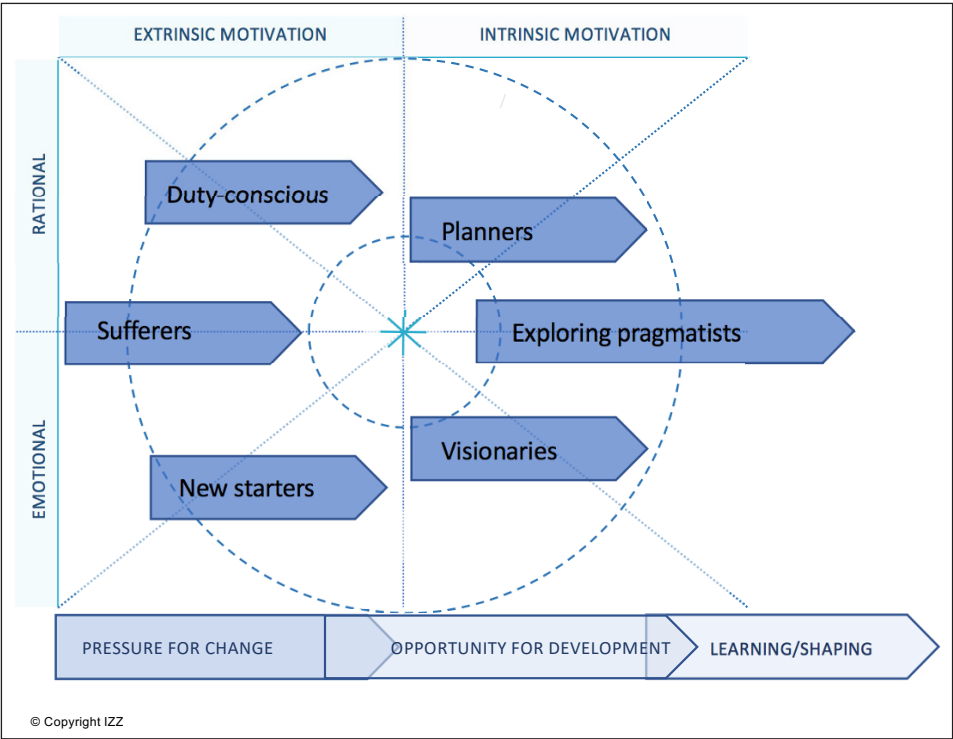 EXTRINSIC MOTIVATION
INTRINSIC MOTIVATION
RATIONAL
Duty-conscious
Planners
Sufferers
Exploring pragmatists
EMOTIONAL
Visionaries
New starters
PRESSURE FOR CHANGE
OPPORTUNITY FOR DEVELOPMENT
LEARNING/SHAPING
© Copyright IZZ